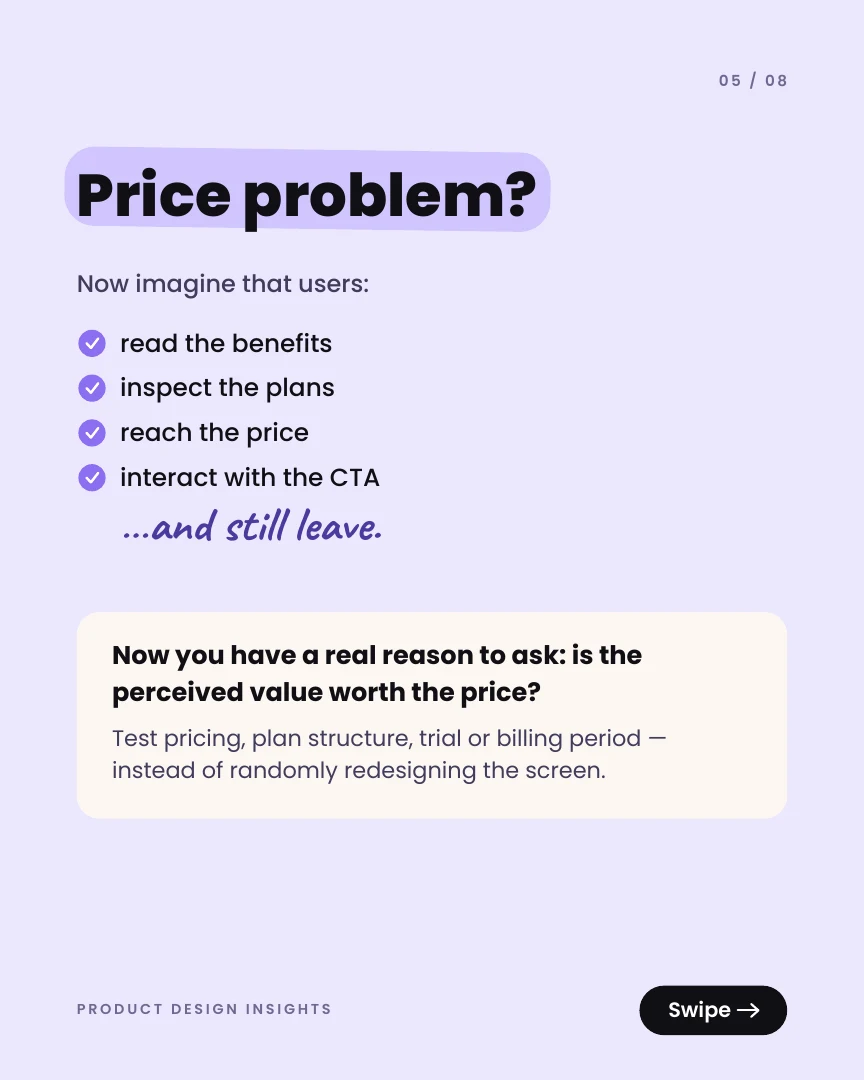 05 / 08
Price problem?
Now imagine that users:
read the benefits
inspect the plans
reach the price
interact with the CTA
...and still leave.
Now you have a real reason to ask: is the
perceived value worth the price?
Test pricing, plan structure, trial or billing period —
instead of randomly redesigning the screen.
PRODUCT DESIGN INSIGHTS
Swipe →